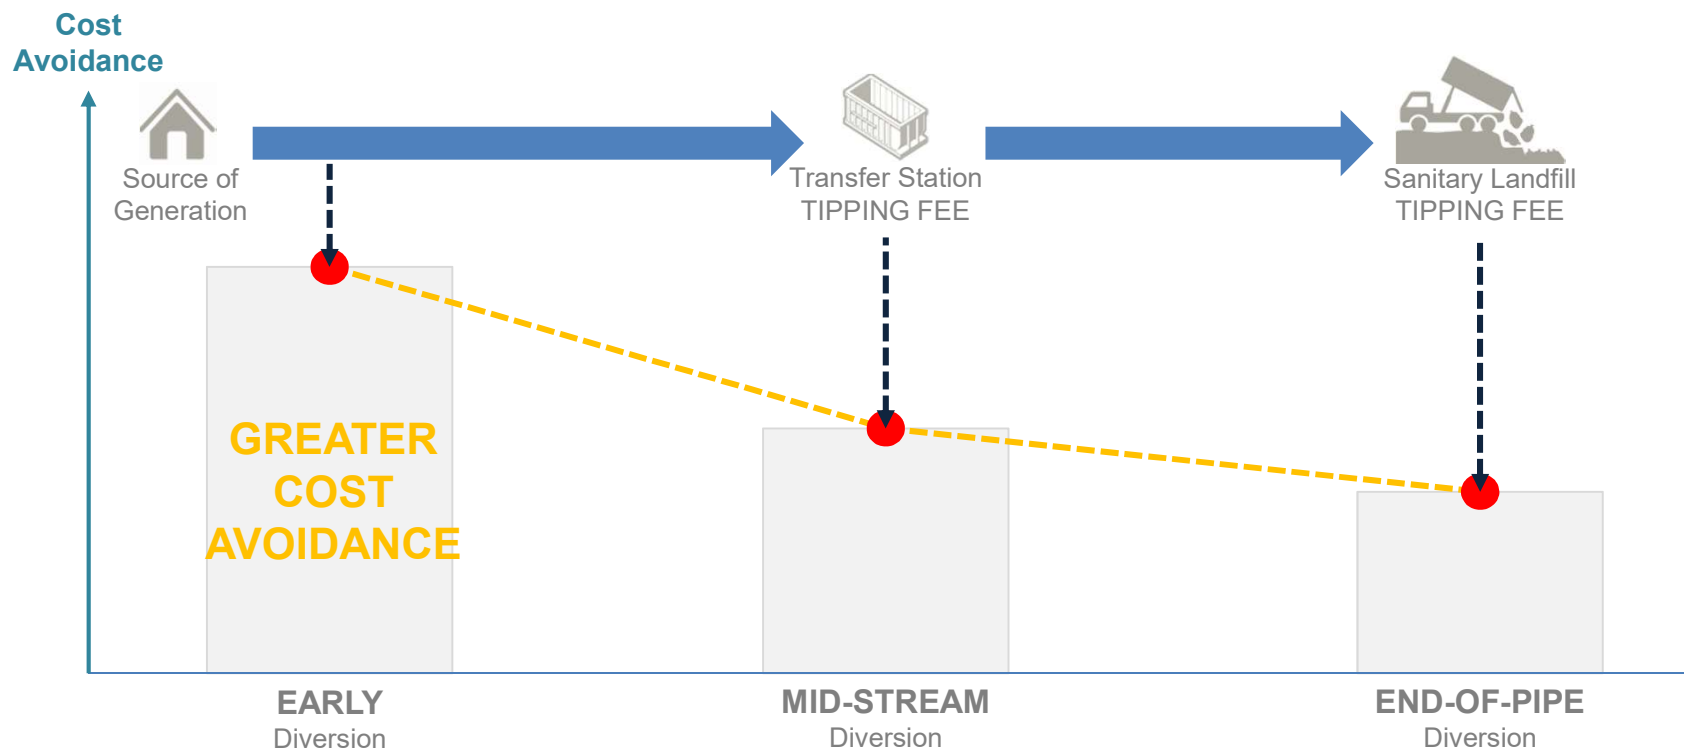 Cost
Avoidance
Source of
Generation
Transfer Station
TIPPING FEE
Sanitary Landfill
TIPPING FEE
GREATER
COST
AVOIDANCE
EARLY
Diversion
MID-STREAM
Diversion
END-OF-PIPE
Diversion